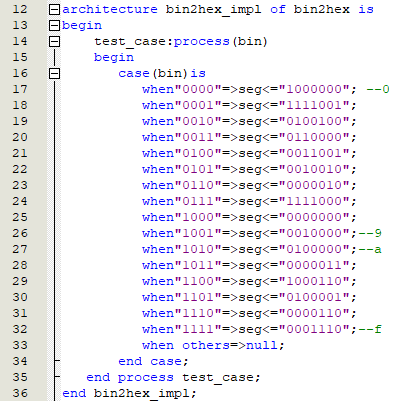 12 architecture bin2hex_impl of bin2hex is
13 begin
14 test_case:process(bin)
15 begin
16 case(bin)is
17 when"0000"=>seg<="1000000"; --0
18 when"0001"=>seg<="1111001";
19 when"0010"=>seg<="0100100";
20 when"0011"=>seg<="0110000";
21 when"0100"=>seg<="0011001";
22 when"0101"=>seg<="0010010";
23 when"0110"=>seg<="0000010";
24 when"0111"=>seg<="1111000";
25 when"1000"=>seg<="0000000";
26 when"1001"=>seg<="0010000";--9
27 when"1010"=>seg<="0100000";--a
28 when"1011"=>seg<="0000011";
29 when"1100"=>seg<="1000110";
30 when"1101"=>seg<="0100001";
31 when"1110"=>seg<="0000110";
32 when"1111"=>seg<="0001110";--f
33 when others=>null;
34 end case;
35 end process test_case;
36 end bin2hex_impl;